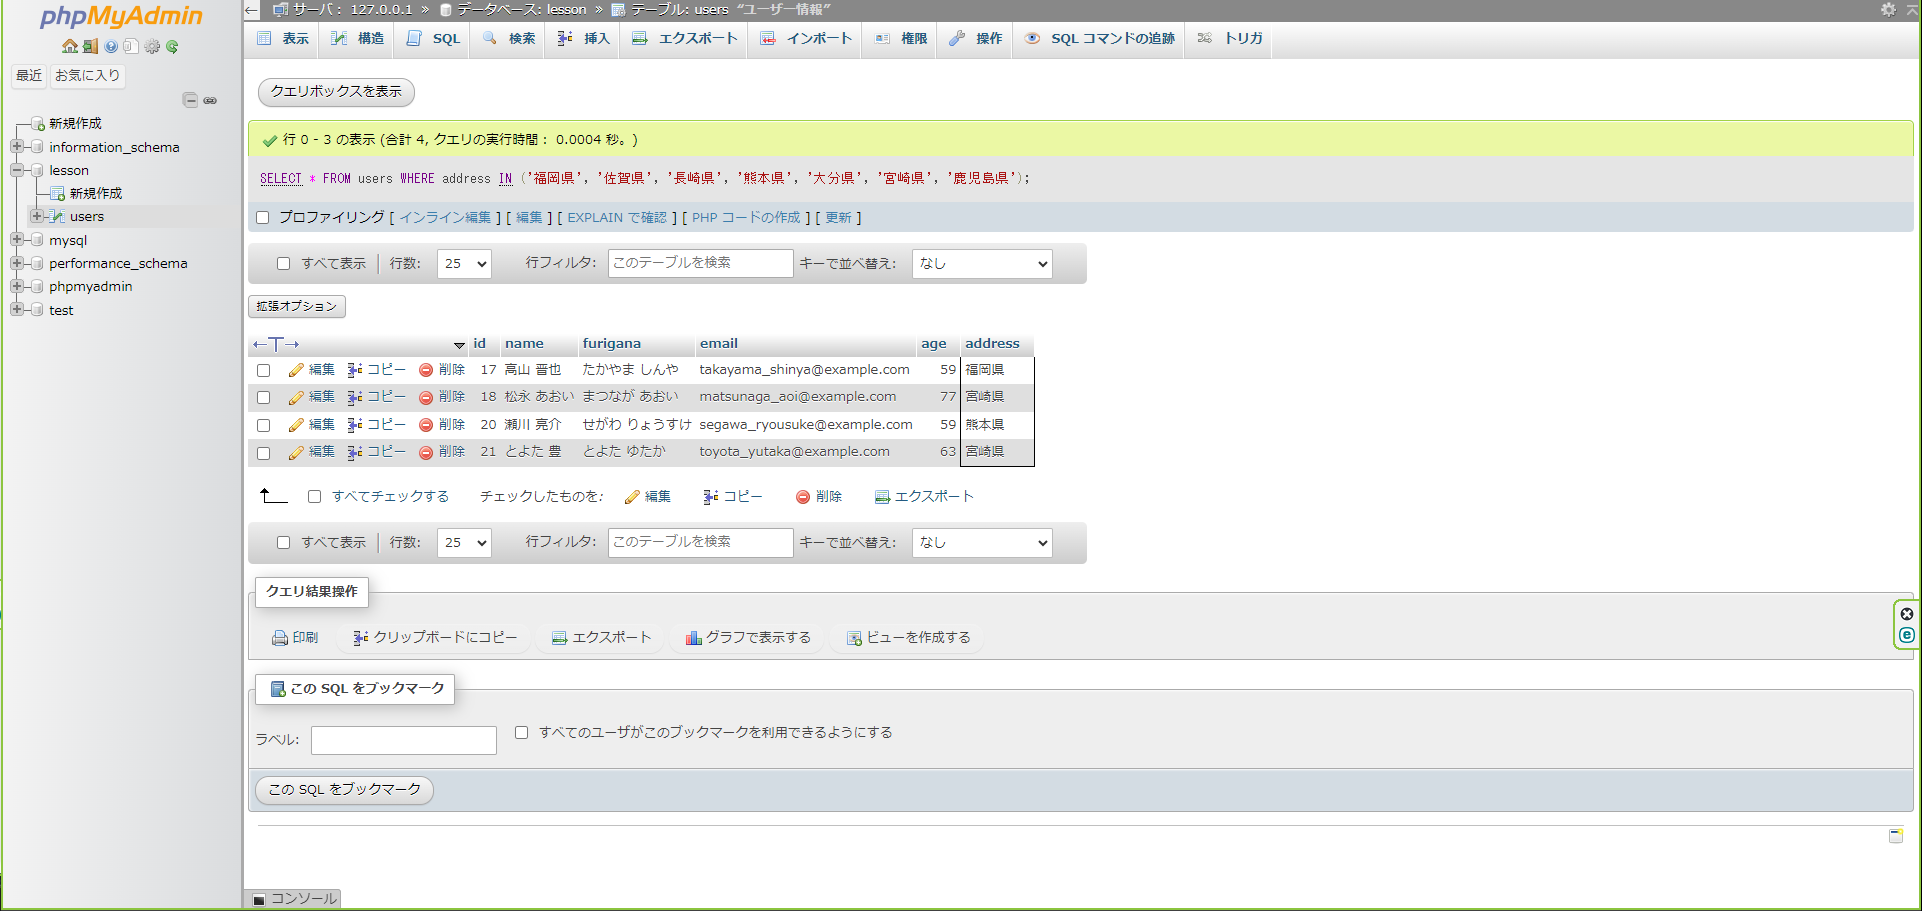 phpMyAdmin
最近 お気に入り
新規作成
information_schema
lesson
新規作成
users
mysql
performance_schema
phpmyadmin
test
サーバ: 127.0.0.1 » データベース: lesson » テーブル: users “ユーザー情報”
表示 構造 SQL 検索 挿入 エクスポート インポート 権限 操作 SQL コマンドの追跡 トリガ
クエリボックスを表示
行 0 - 3 の表示 (合計 4, クエリの実行時間: 0.0004 秒。)
SELECT * FROM users WHERE address IN ('福岡県', '佐賀県', '長崎県', '熊本県', '大分県', '宮崎県', '鹿児島県');
プロファイリング [ インライン編集 ] [ 編集 ] [ EXPLAIN で確認 ] [ PHP コードの作成 ] [ 更新 ]
すべて表示 行数: 25 行フィルタ: このテーブルを検索 キーで並べ替え: なし
拡張オプション
←T→ id name furigana email age address
編集 コピー 削除 17 高山 晋也 たかやま しんや takayama_shinya@example.com 59 福岡県
編集 コピー 削除 18 松永 あおい まつなが あおい matsunaga_aoi@example.com 77 宮崎県
編集 コピー 削除 20 瀬川 亮介 せがわ りょうすけ segawa_ryousuke@example.com 59 熊本県
編集 コピー 削除 21 とよた 豊 とよた ゆたか toyota_yutaka@example.com 63 宮崎県
すべてチェックする チェックしたものを: 編集 コピー 削除 エクスポート
すべて表示 行数: 25 行フィルタ: このテーブルを検索 キーで並べ替え: なし
クエリ結果操作
印刷 クリップボードにコピー エクスポート グラフで表示する ビューを作成する
この SQL をブックマーク
ラベル: すべてのユーザがこのブックマークを利用できるようにする
この SQL をブックマーク
コンソール